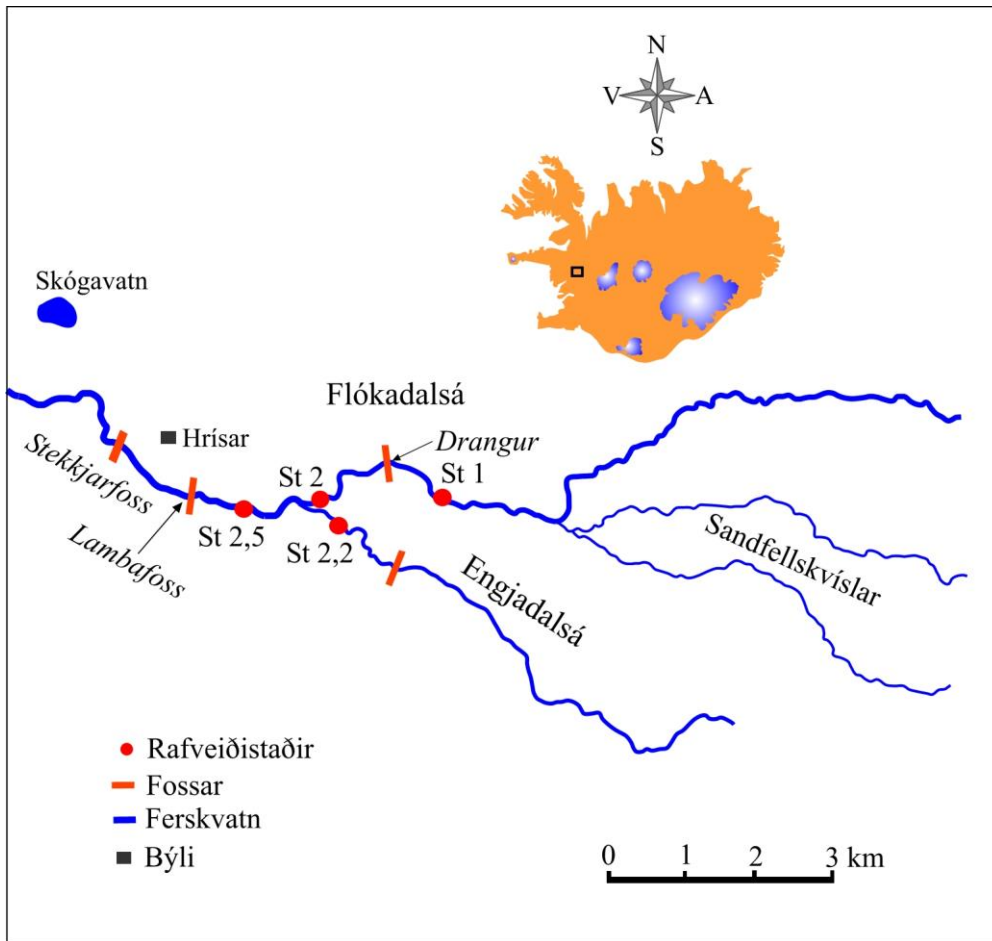 N
V
A
S
Skógavatn
Flókadalsá
Drangur
Hrísar
St 2
St 1
Stekkjarfoss
Lambafoss
St 2,5
St 2,2
Engjadalsá
Sandfellskvíslar
Rafveiðistaðir
Fossar
Ferskvatn
Býli
0 1 2 3 km